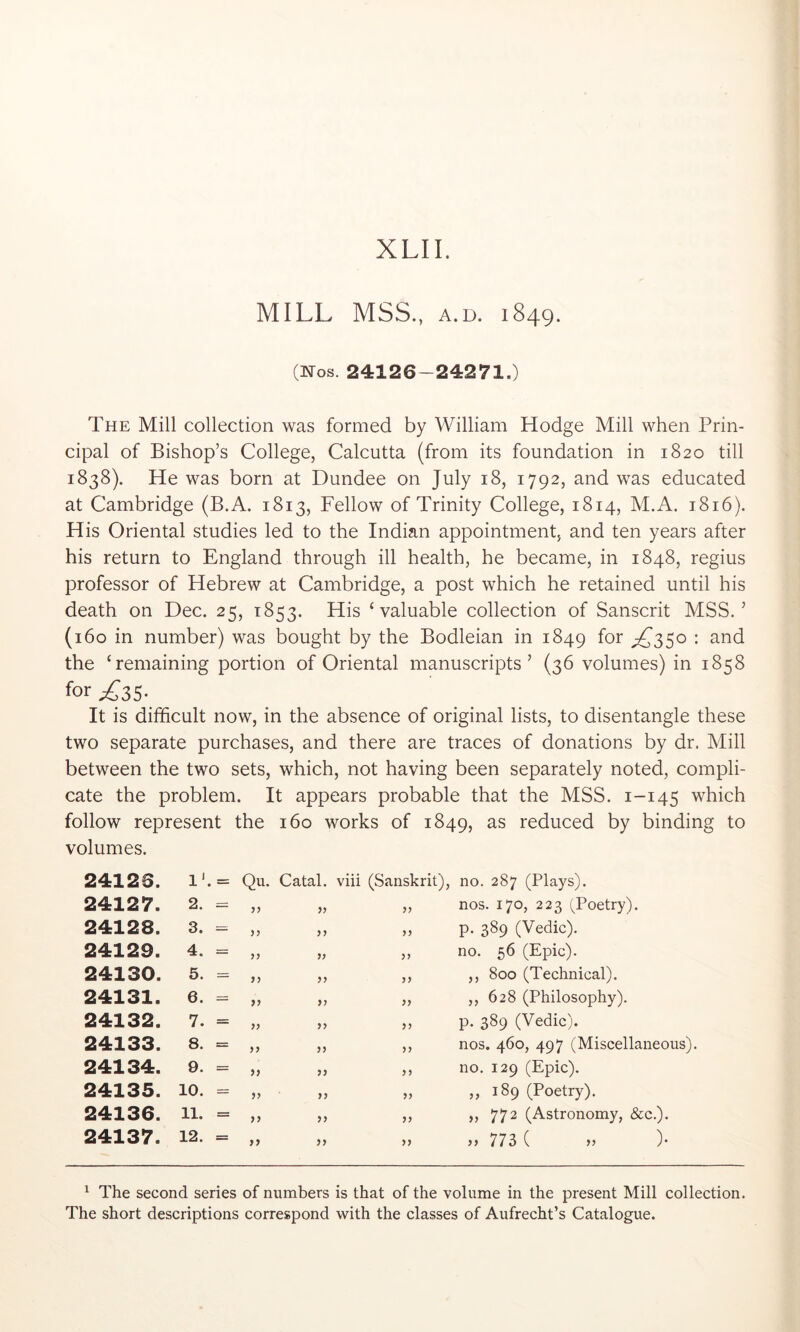 XLII.
MILL MSS., A.D. 1849.
(Nos. 24126–24271.)
The Mill collection was formed by William Hodge Mill when Prin-
cipal of Bishop's College, Calcutta (from its foundation in 1820 till
1838). He was born at Dundee on July 18, 1792, and was educated
at Cambridge (B.A. 1813, Fellow of Trinity College, 1814, M.A. 1816).
His Oriental studies led to the Indian appointment, and ten years after
his return to England through ill health, he became, in 1848, regius
professor of Hebrew at Cambridge, a post which he retained until his
death on Dec. 25, 1853. His ‘valuable collection of Sanscrit MSS.’
(160 in number) was bought by the Bodleian in 1849 for £350 : and
the ‘remaining portion of Oriental manuscripts’ (36 volumes) in 1858
for £35.
It is difficult now, in the absence of original lists, to disentangle these
two separate purchases, and there are traces of donations by dr. Mill
between the two sets, which, not having been separately noted, compli-
cate the problem. It appears probable that the MSS. 1–145 which
follow represent the 160 works of 1849, as reduced by binding to
volumes.
24126. 1¹. = Qu. Catal. viii (Sanskrit), no. 287 (Plays).
24127. 2. = ,, ,, ,, nos. 170, 223 (Poetry).
24128. 3. = ,, ,, ,, p. 389 (Vedic).
24129. 4. = ,, ,, ,, no. 56 (Epic).
24130. 5. = ,, ,, ,, ,, 800 (Technical).
24131. 6. = ,, ,, ,, ,, 628 (Philosophy).
24132. 7. = ,, ,, ,, p. 389 (Vedic).
24133. 8. = ,, ,, ,, nos. 460, 497 (Miscellaneous).
24134. 9. = ,, ,, ,, no. 129 (Epic).
24135. 10. = ,, ,, ,, ,, 189 (Poetry).
24136. 11. = ,, ,, ,, ,, 772 (Astronomy, &c.).
24137. 12. = ,, ,, ,, ,, 773 ( ,, ).
¹ The second series of numbers is that of the volume in the present Mill collection.
The short descriptions correspond with the classes of Aufrecht's Catalogue.